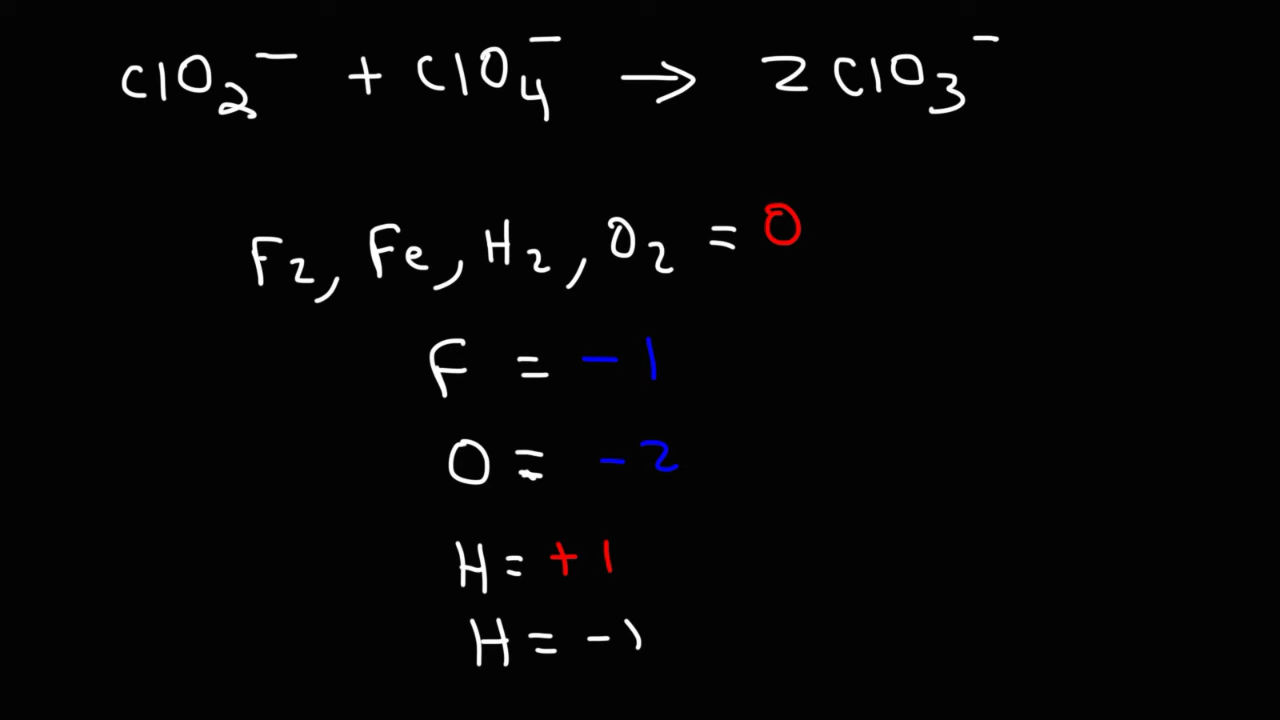 ClO₂⁻ + ClO₄⁻ → 2ClO₃⁻
F₂, Fe, H₂, O₂ = 0
F = -1
O = -2
H = +1
H = -1